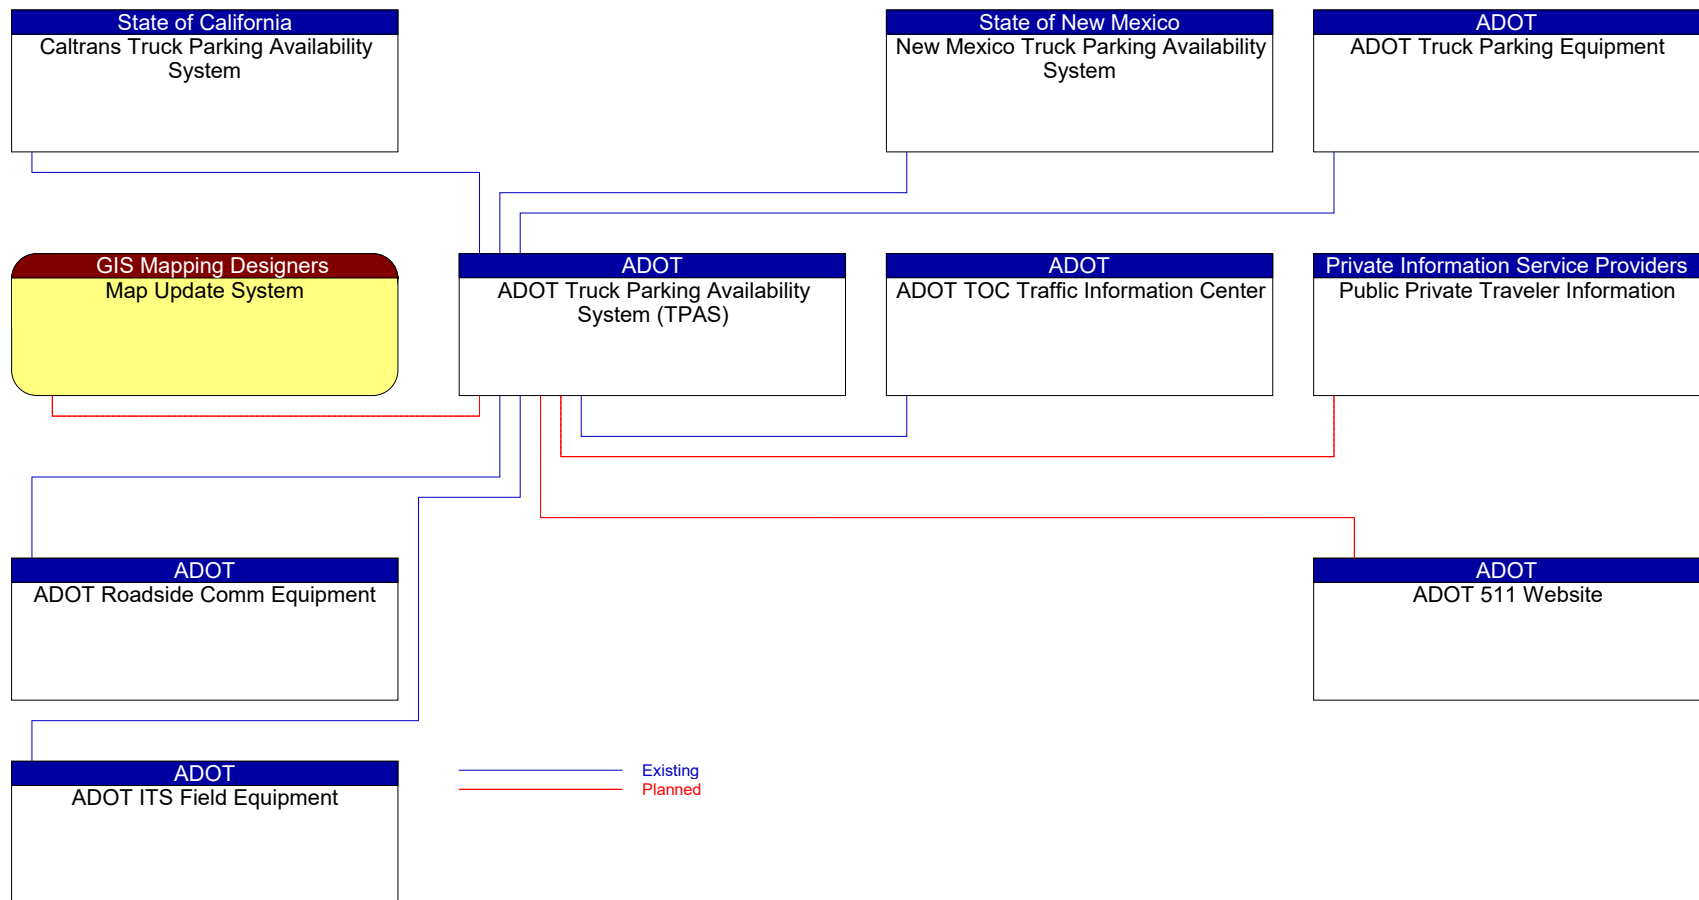 State of California
Caltrans Truck Parking Availability
System
State of New Mexico
New Mexico Truck Parking Availability
System
ADOT
ADOT Truck Parking Equipment
GIS Mapping Designers
Map Update System
ADOT
ADOT Truck Parking Availability
System (TPAS)
ADOT
ADOT TOC Traffic Information Center
Private Information Service Providers
Public Private Traveler Information
ADOT
ADOT Roadside Comm Equipment
ADOT
ADOT 511 Website
ADOT
ADOT ITS Field Equipment
Existing
Planned